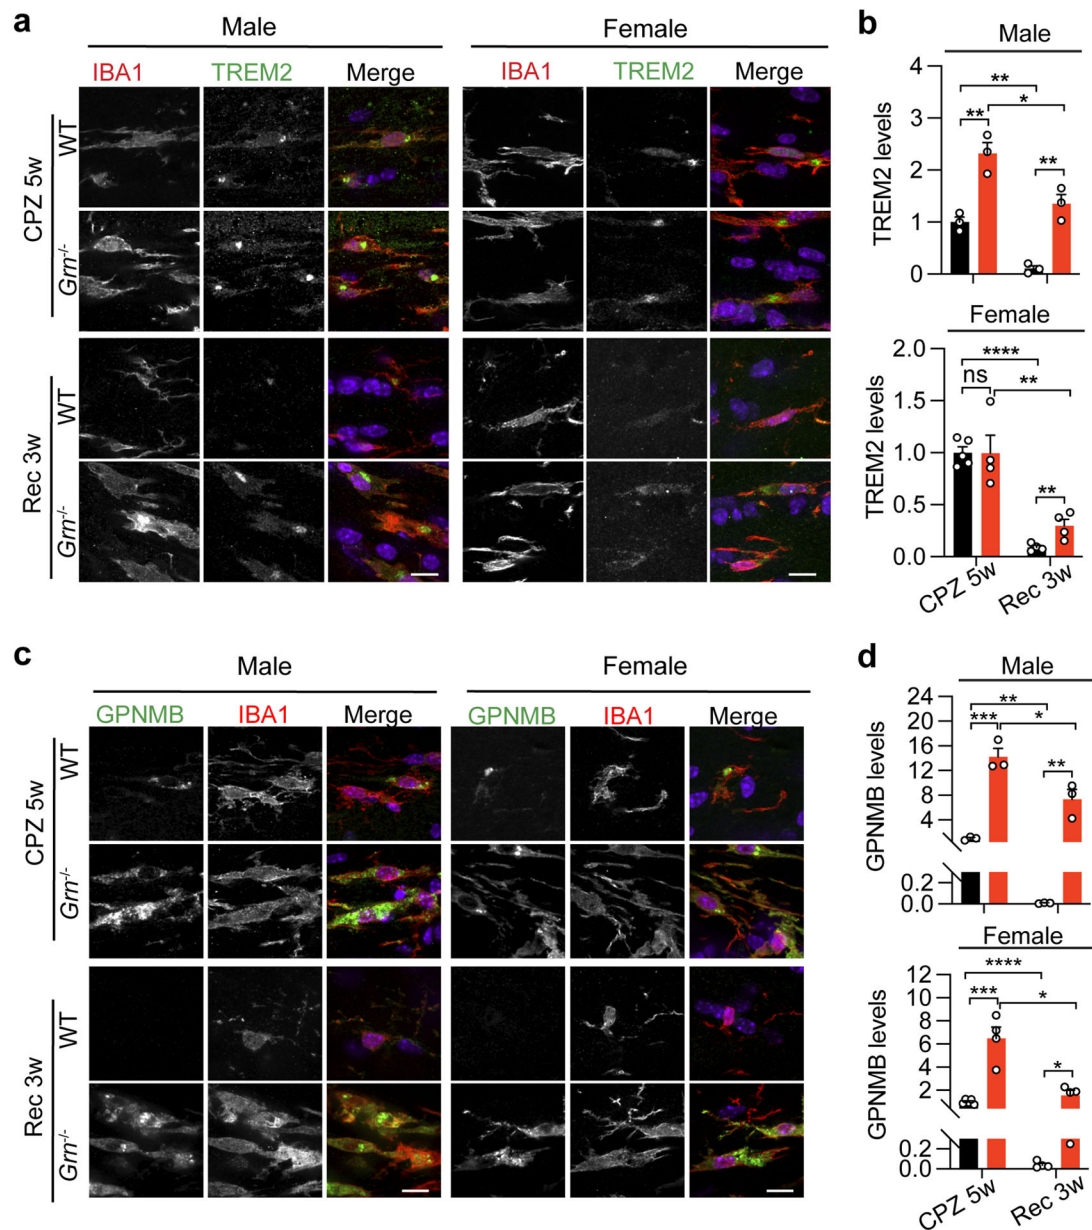 a
Male
Female
IBA1 TREM2 Merge
IBA1 TREM2 Merge
CPZ 5w
WT
Grn-/-
Rec 3w
WT
Grn-/-
b
Male
TREM2 levels
4
3
2
1
0
**
** *
**
Female
TREM2 levels
2.0
1.5
1.0
0.5
0.0
****
ns **
**
CPZ 5w Rec 3w
c
Male
Female
GPNMB IBA1 Merge
GPNMB IBA1 Merge
CPZ 5w
WT
Grn-/-
Rec 3w
WT
Grn-/-
d
Male
GPNMB levels
24
20
16
12
8
4
0.2
0.0
**
*** *
**
Female
GPNMB levels
12
10
8
6
4
2
0.2
0.0
****
*** *
*
CPZ 5w Rec 3w